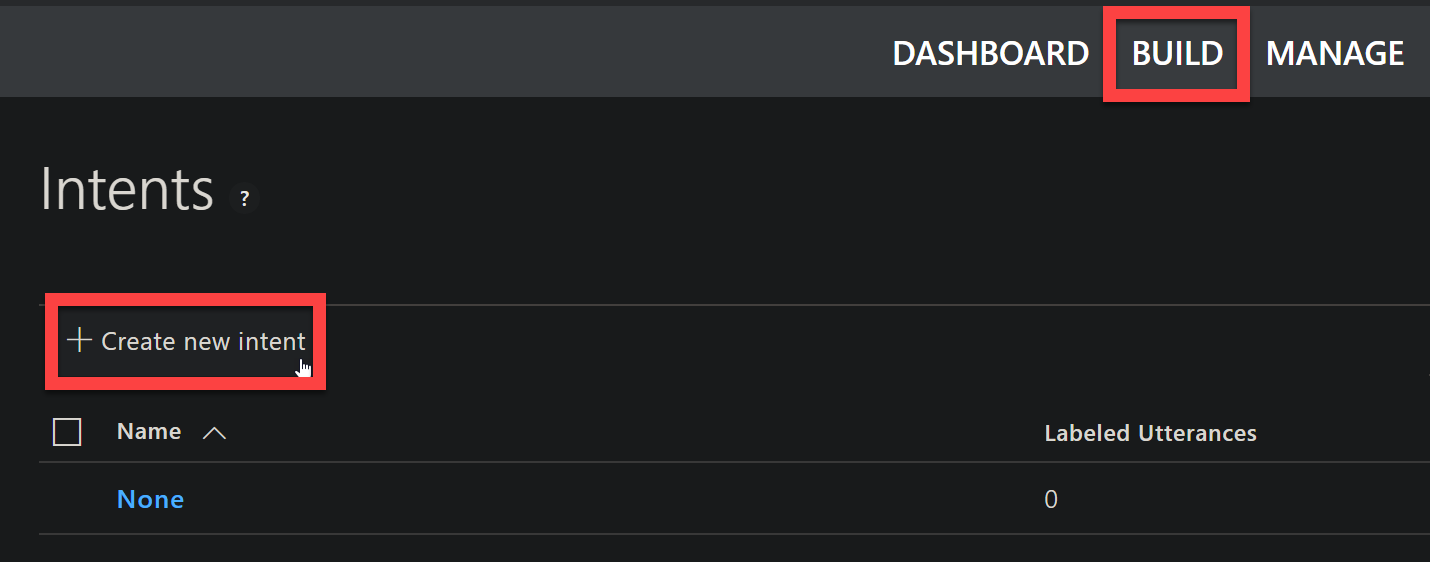 DASHBOARD BUILD MANAGE
Intents ?
+ Create new intent
Name Labeled Utterances
None 0